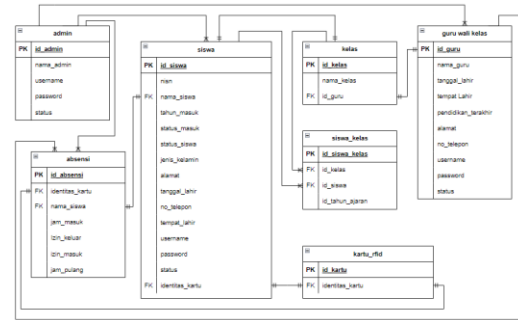 admin
PK id_admin
nama_admin
username
password
status
siswa
PK id_siswa
nisn
FK nama_siswa
tahun_masuk
status_masuk
status_siswa
jenis_kelamin
alamat
tanggal_lahir
no_telepon
tempat_lahir
username
password
status
FK identitas_kartu
kelas
PK id_kelas
nama_kelas
FK id_guru
guru wali kelas
PK id_guru
nama_guru
tanggal_lahir
tempat Lahir
pendidikan_terakhir
alamat
no_telepon
username
password
status
absensi
PK id_absensi
FK identitas_kartu
FK nama_siswa
jam_masuk
izin_keluar
izin_masuk
jam_pulang
siswa_kelas
PK id_siswa_kelas
FK id_kelas
FK id_siswa
id_tahun_ajaran
kartu_rfid
PK id_kartu
FK identitas_kartu